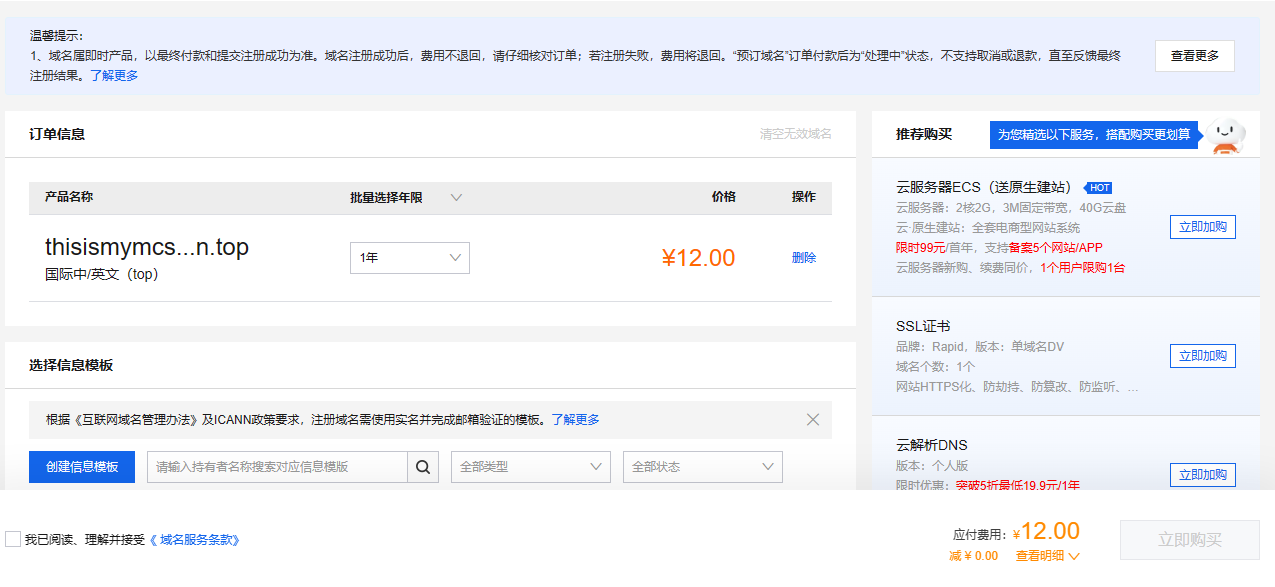 温馨提示：
1、域名属即时产品，以最终付款和提交注册成功为准。域名注册成功后，费用不退回，请仔细核对订单；若注册失败，费用将退回。“预订域名”订单付款后为“处理中”状态，不支持取消或退款，直至反馈最终
注册结果。了解更多
查看更多
订单信息
清空无效域名
产品名称 批量选择年限 价格 操作
thisismymcs...n.top
国际中/英文（top）
1年
¥12.00
删除
选择信息模板
根据《互联网域名管理办法》及ICANN政策要求，注册域名需使用实名并完成邮箱验证的模板。了解更多
创建信息模板
请输入持有者名称搜索对应信息模版
全部类型
全部状态
推荐购买
为您精选以下服务，搭配购买更划算
云服务器ECS（送原生建站） HOT
云服务器：2核2G，3M固定带宽，40G云盘
云·原生建站：全套电商型网站系统
限时99元/首年，支持备案5个网站/APP
云服务器新购、续费同价，1个用户限购1台
立即加购
SSL证书
品牌：Rapid，版本：单域名DV
域名个数：1个
网站HTTPS化、防劫持、防篡改、防监听、...
立即加购
云解析DNS
版本：个人版
限时优惠：突破5折最低19.9元/1年
立即加购
我已阅读、理解并接受《 域名服务条款》
应付费用：¥12.00
减 ¥ 0.00 查看明细
立即购买